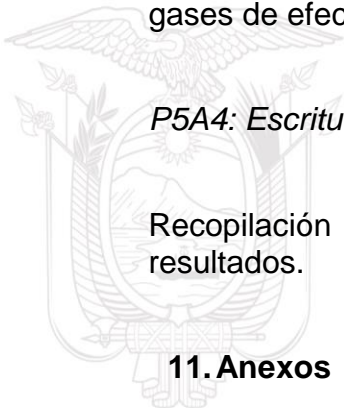 gases de efec
P5A4: Escritu
Recopilación
resultados.
11. Anexos